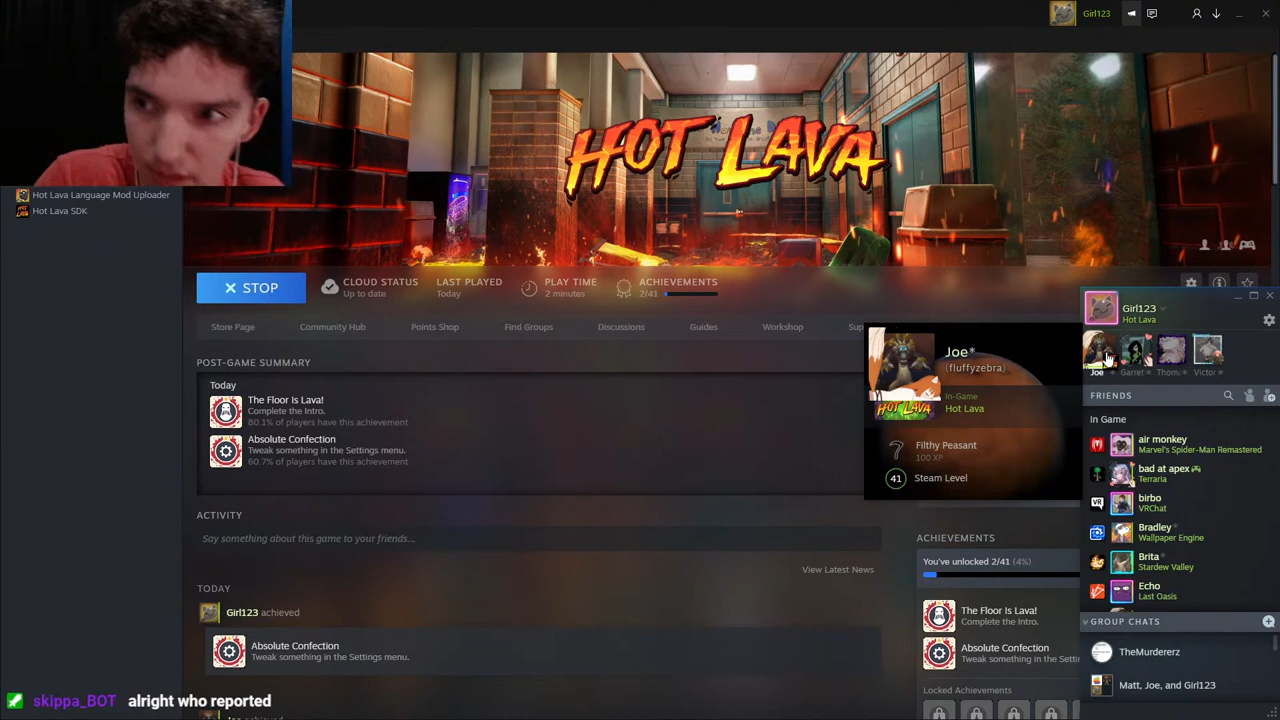 Girl123
HOT LAVA
Hot Lava Language Mod Uploader
Hot Lava SDK
STOP
CLOUD STATUS
Up to date
LAST PLAYED
Today
PLAY TIME
2 minutes
ACHIEVEMENTS
2/41
Store Page
Community Hub
Points Shop
Find Groups
Discussions
Guides
Workshop
Sup
POST-GAME SUMMARY
Today
The Floor Is Lava!
Complete the Intro.
80.1% of players have this achievement
Absolute Confection
Tweak something in the Settings menu.
60.7% of players have this achievement
ACTIVITY
Say something about this game to your friends...
View Latest News
TODAY
Girl123 achieved
Absolute Confection
Tweak something in the Settings menu.
Joe*
(fluffyzebra)
In-Game
Hot Lava
HOT LAVA
Filthy Peasant
100 XP
41 Steam Level
ACHIEVEMENTS
You've unlocked 2/41 (4%)
The Floor Is Lava!
Complete the Intro.
Absolute Confection
Tweak something in the Setti
Locked Achievements
Girl123
Hot Lava
Joe *
Garret *
Thom *
Victor *
FRIENDS
In Game
air monkey
Marvel's Spider-Man Remastered
bad at apex
Terraria
birbo
VRChat
Bradley *
Wallpaper Engine
Brita *
Stardew Valley
Echo
Last Oasis
GROUP CHATS
TheMurdererz
Matt, Joe, and Girl123
skippa_BOT alright who reported